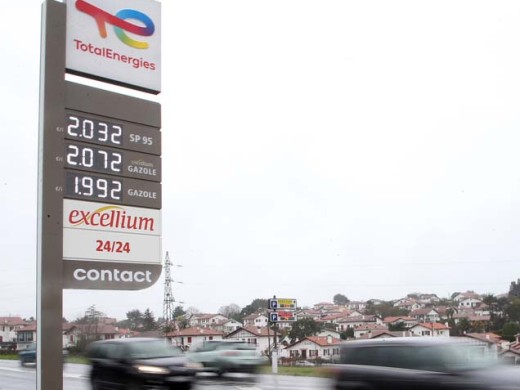 TotalEnergies
2.032 SP 95
2.072 excellium GAZOLE
1.992 GAZOLE
excellium
24/24
contact
P
P